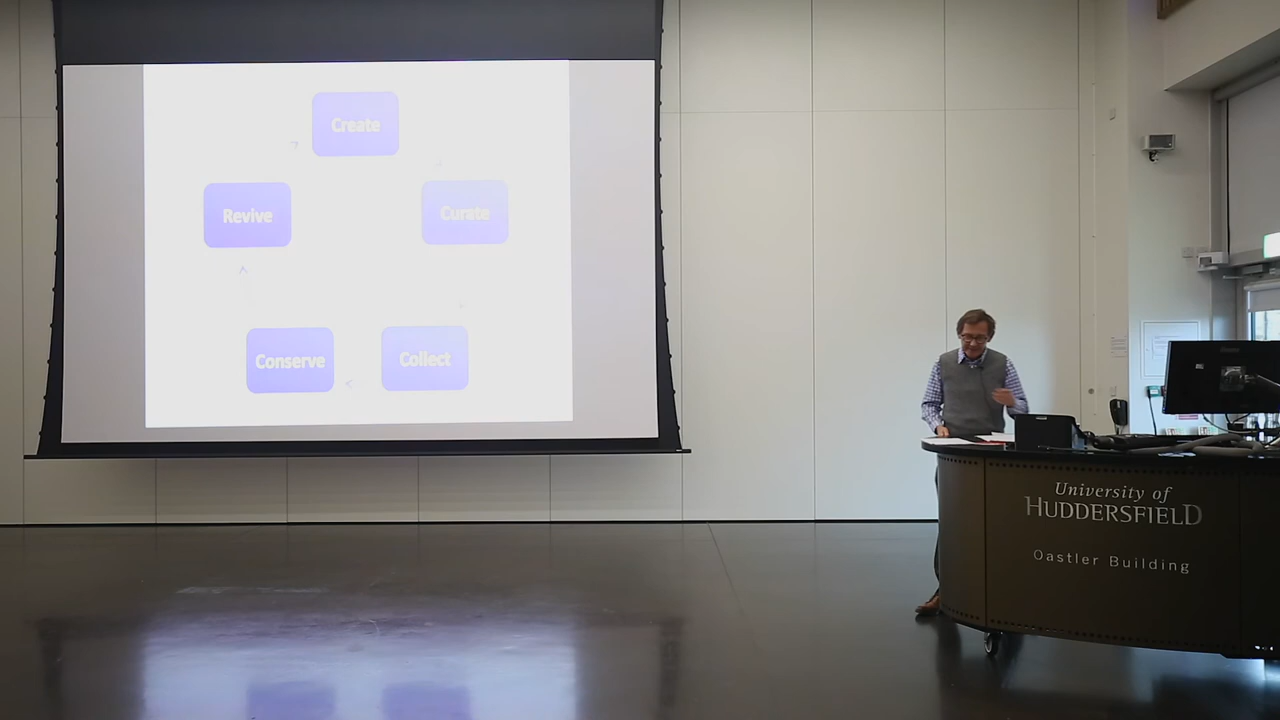 Create
Revive
Curate
Conserve
Collect
University of
HUDDERSFIELD
Oastler Building